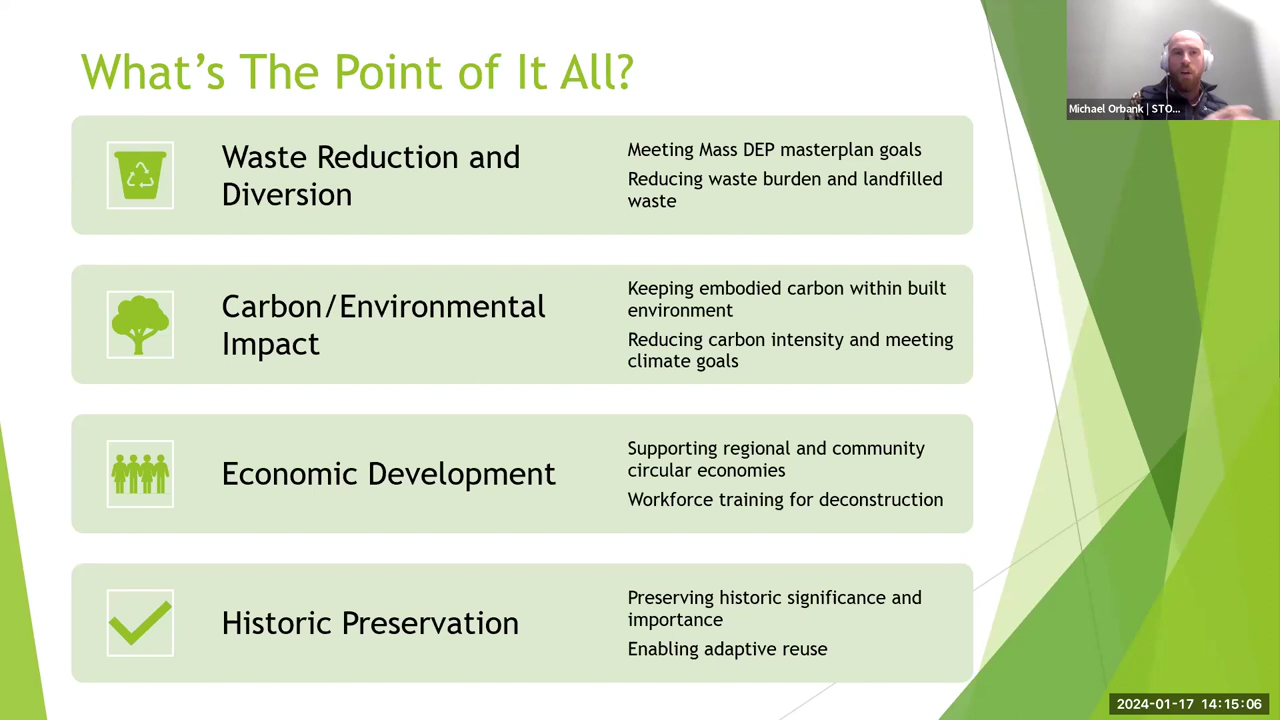 What's The Point of It All?
Michael Orbank | STO...
Waste Reduction and
Diversion
Meeting Mass DEP masterplan goals
Reducing waste burden and landfilled
waste
Carbon/Environmental
Impact
Keeping embodied carbon within built
environment
Reducing carbon intensity and meeting
climate goals
Economic Development
Supporting regional and community
circular economies
Workforce training for deconstruction
Historic Preservation
Preserving historic significance and
importance
Enabling adaptive reuse
2024-01-17 14:15:06